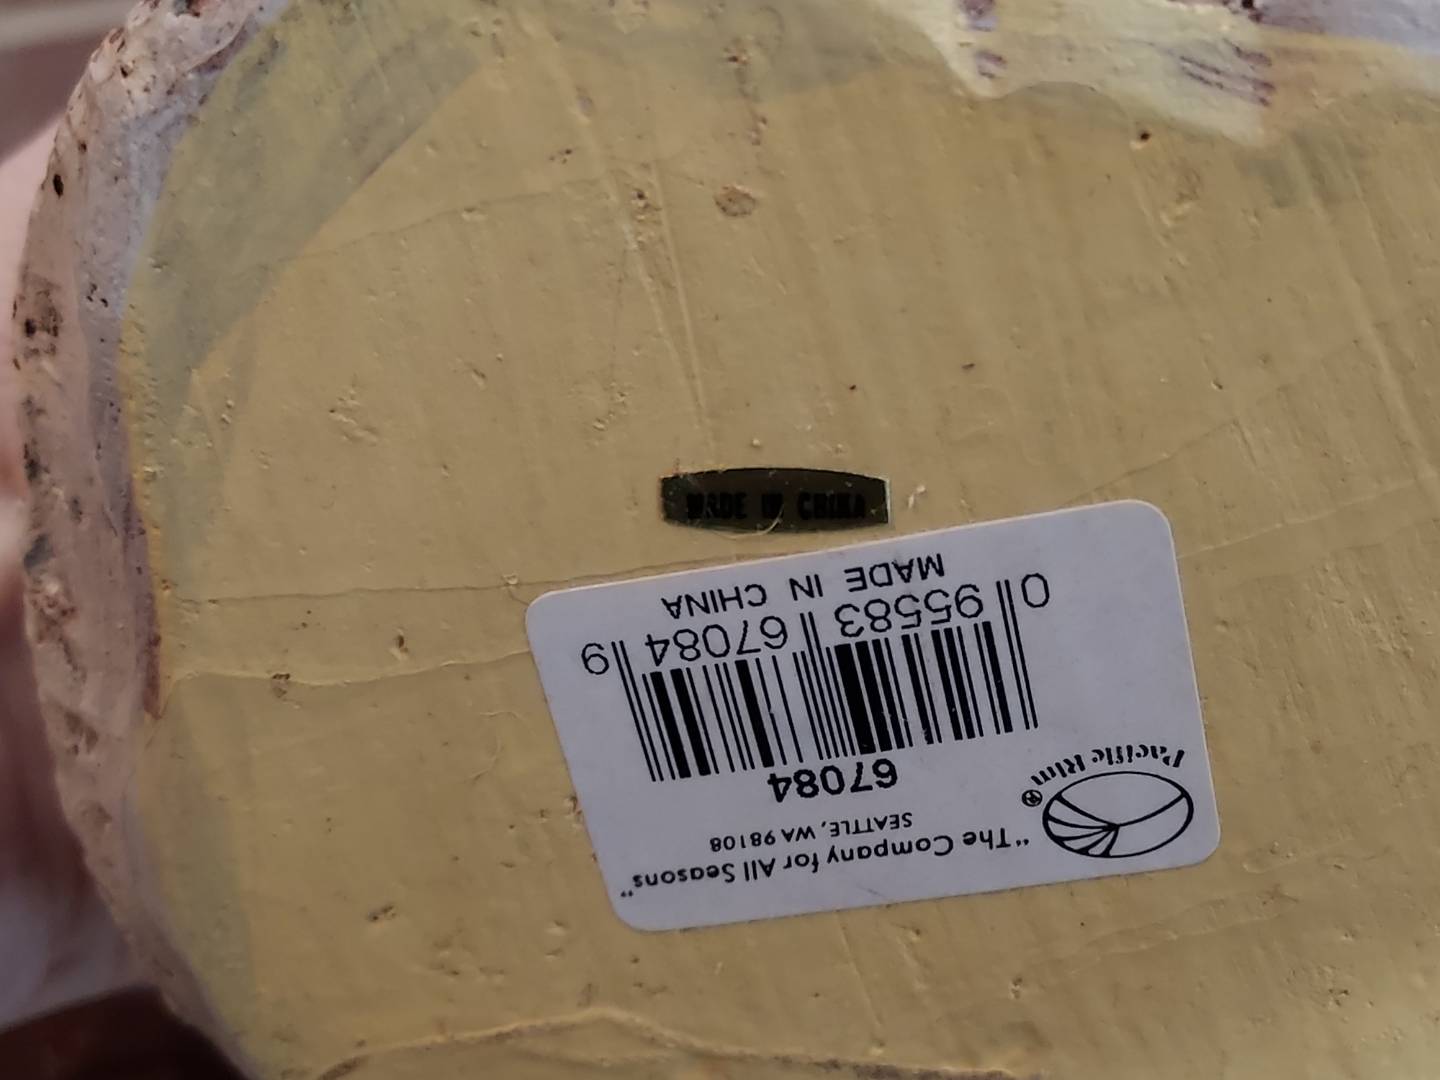 MADE IN CHINA
Pacific Rim®
"The Company for All Seasons"
SEATTLE, WA 98108
67084
0 95583 67084 9
MADE IN CHINA